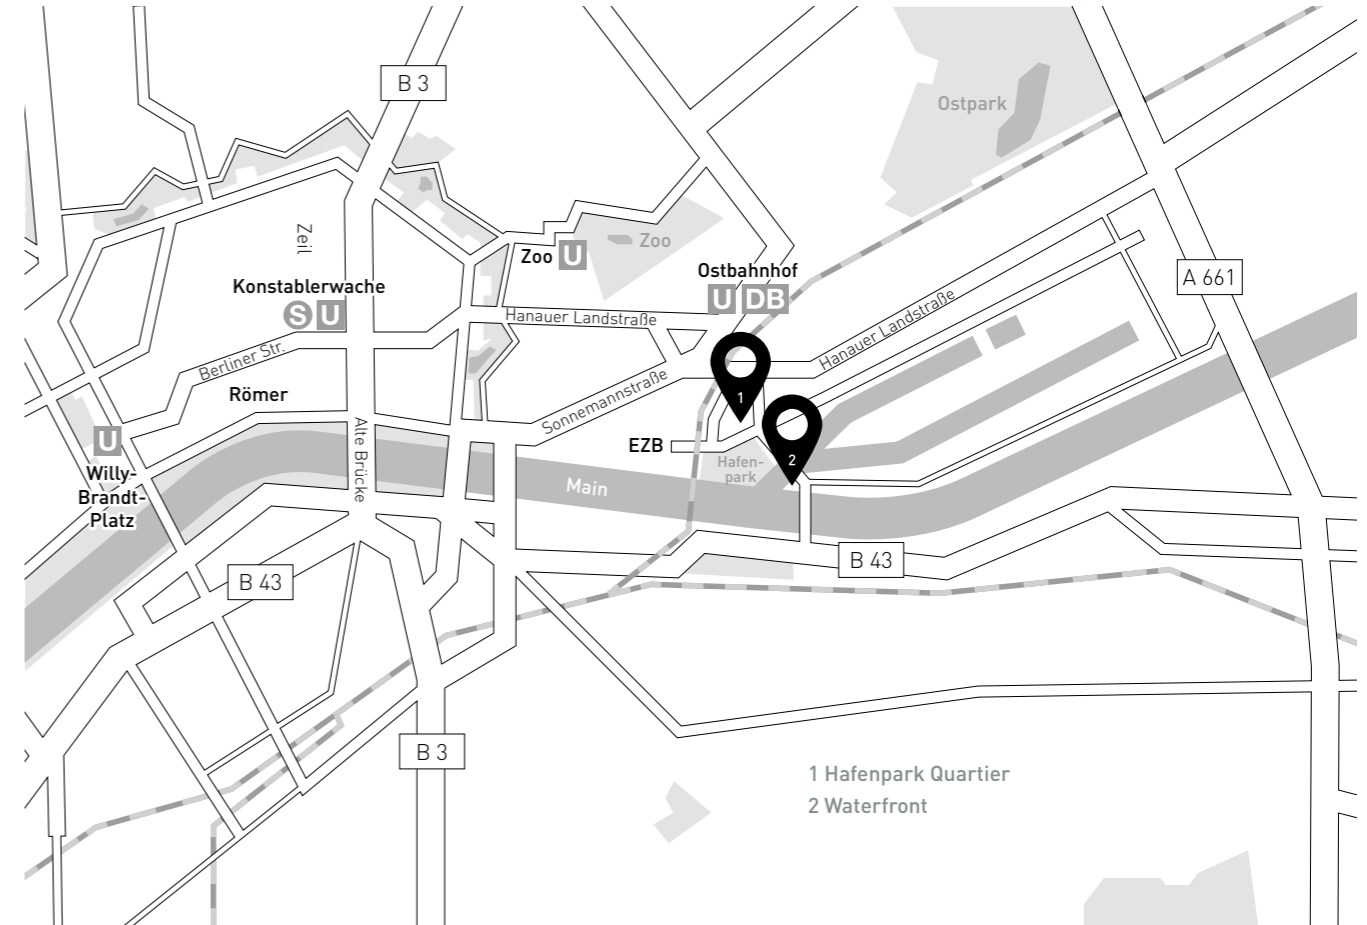 B 3
Ostpark
Zeil
Zoo U
Zoo
Ostbahnhof
U DB
A 661
Konstablerwache
S U
Hanauer Landstraße
Hanauer Landstraße
Berliner Str.
Römer
Sonnemannstraße
1
Alte Brücke
U
Willy-
Brandt-
Platz
EZB
Hafen-
park
2
Main
B 43
B 43
B 3
1 Hafenpark Quartier
2 Waterfront